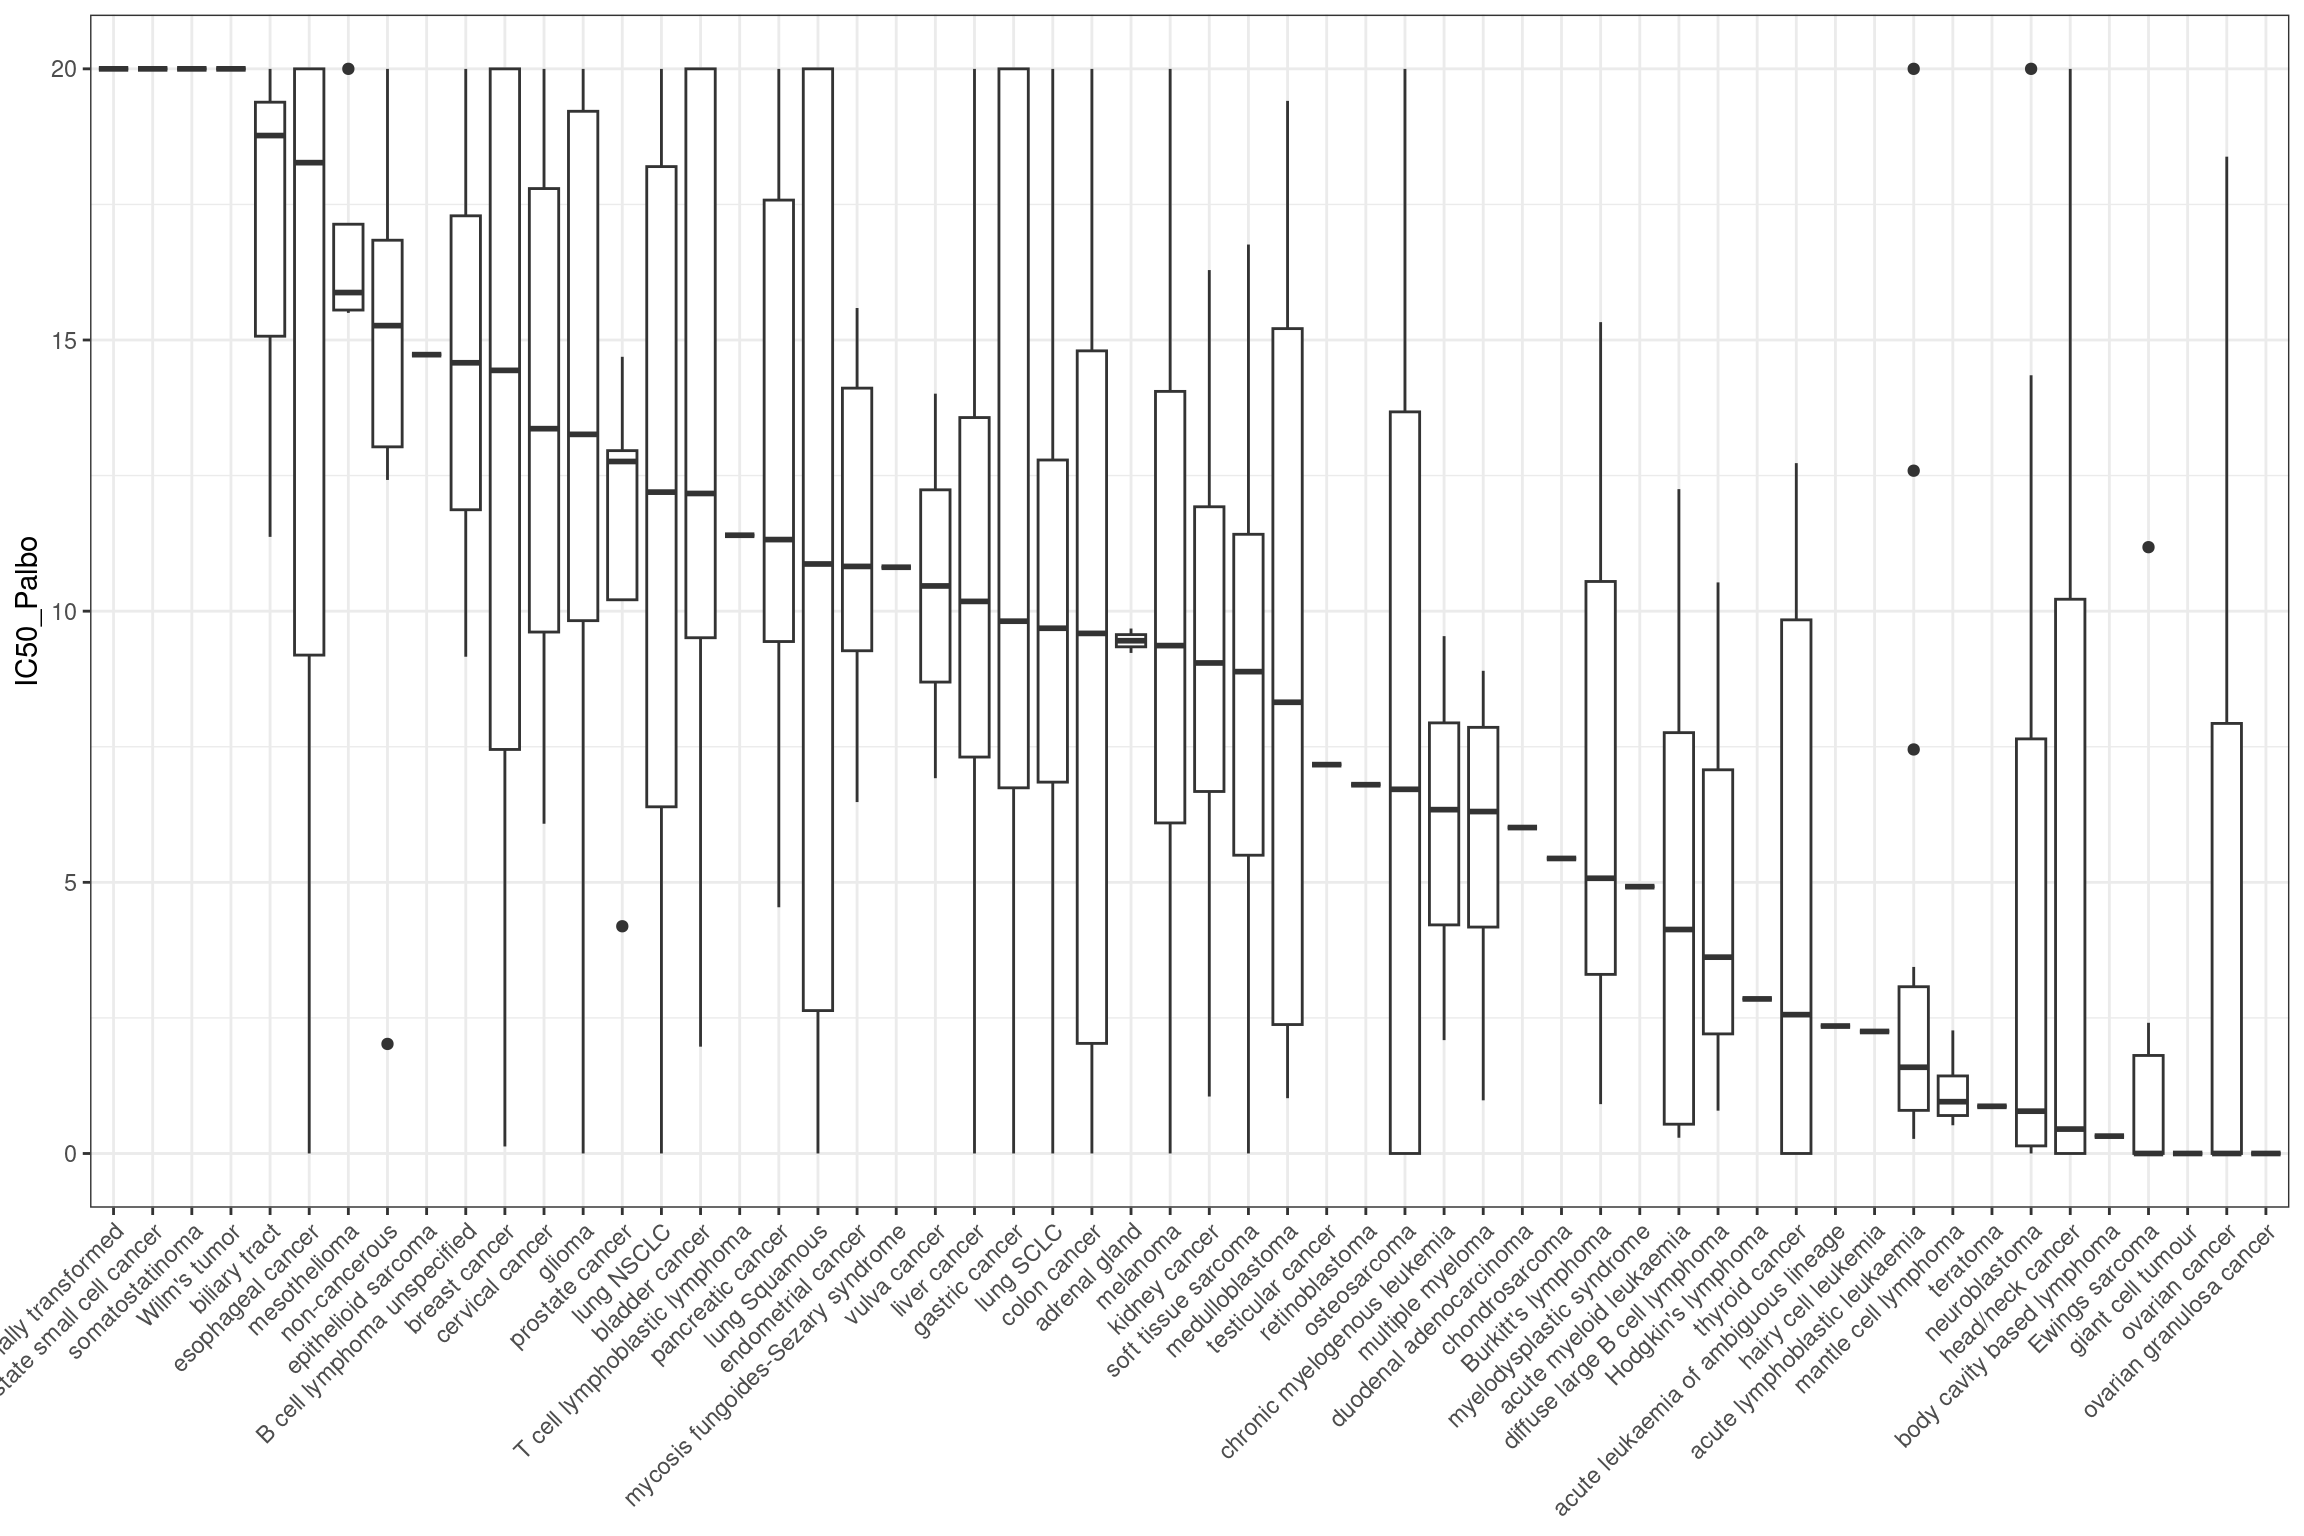 IC50_Palbo
20
15
10
5
0
ally transformed
state small cell cancer
somatostatinoma
Wilm's tumor
biliary tract
esophageal cancer
mesothelioma
non-cancerous
epithelioid sarcoma
B cell lymphoma unspecified
breast cancer
cervical cancer
glioma
prostate cancer
lung NSCLC
bladder cancer
T cell lymphoblastic lymphoma
pancreatic cancer
lung Squamous
endometrial cancer
mycosis fungoides-Sezary syndrome
vulva cancer
liver cancer
gastric cancer
lung SCLC
colon cancer
adrenal gland
melanoma
kidney cancer
soft tissue sarcoma
medulloblastoma
testicular cancer
retinoblastoma
osteosarcoma
chronic myelogenous leukemia
multiple myeloma
duodenal adenocarcinoma
chondrosarcoma
Burkitt's lymphoma
myelodysplastic syndrome
acute myeloid leukaemia
diffuse large B cell lymphoma
Hodgkin's lymphoma
thyroid cancer
acute leukaemia of ambiguous lineage
hairy cell leukemia
acute lymphoblastic leukaemia
mantle cell lymphoma
teratoma
neuroblastoma
head/neck cancer
body cavity based lymphoma
Ewings sarcoma
giant cell tumour
ovarian cancer
ovarian granulosa cancer